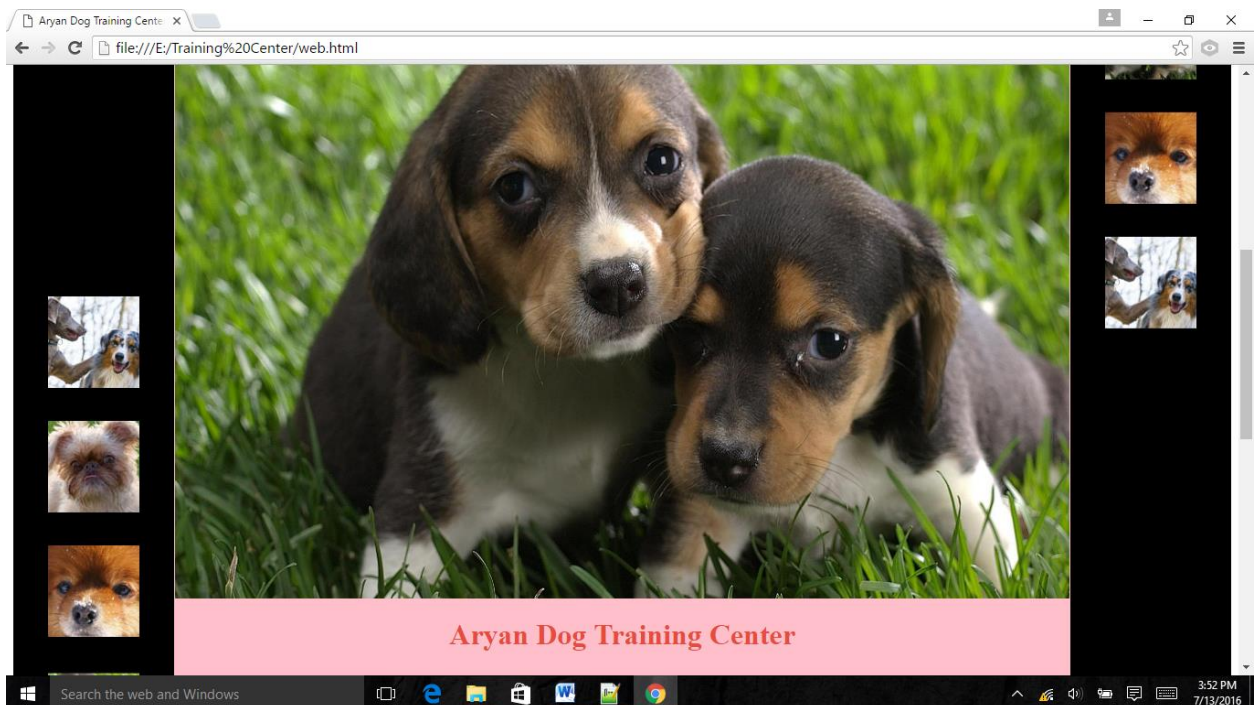 Aryan Dog Training Cente
file:///E:/Training%20Center/web.html
Aryan Dog Training Center
Search the web and Windows
3:52 PM
7/13/2016